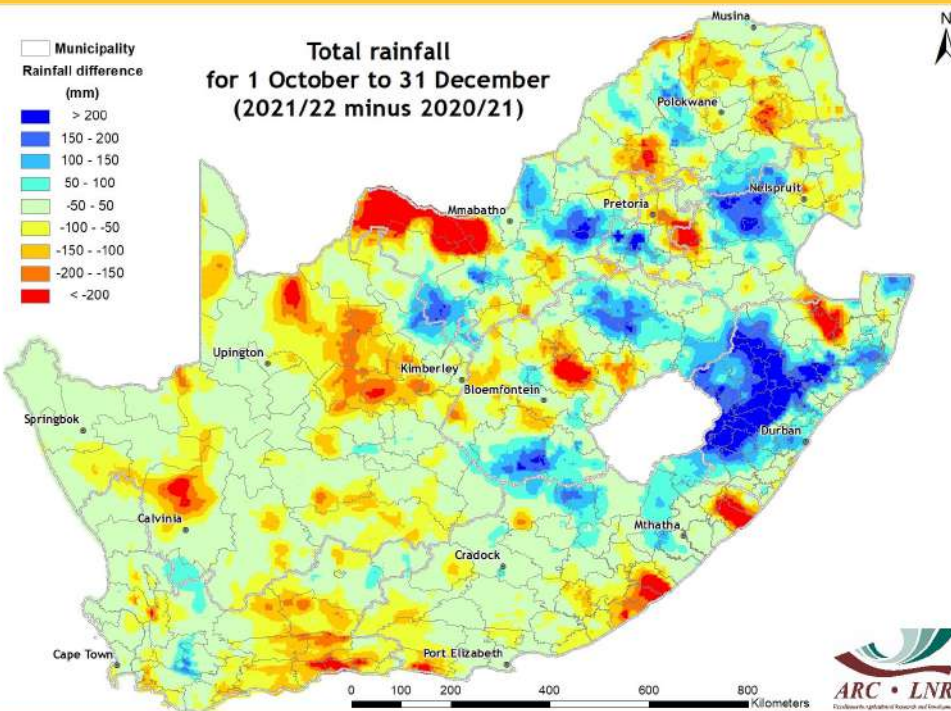 Total rainfall
for 1 October to 31 December
(2021/22 minus 2020/21)
N
Municipality
Rainfall difference
(mm)
> 200
150 - 200
100 - 150
50 - 100
-50 - 50
-100 - -50
-150 - -100
-200 - -150
< -200
Musina
Polokwane
Nelspruit
Pretoria
Mmabatho
Upington
Kimberley
Bloemfontein
Springbok
Durban
Calvinia
Mthatha
Cradock
Cape Town
Port Elizabeth
0 100 200 400 600 800
Kilometers
ARC • LNR